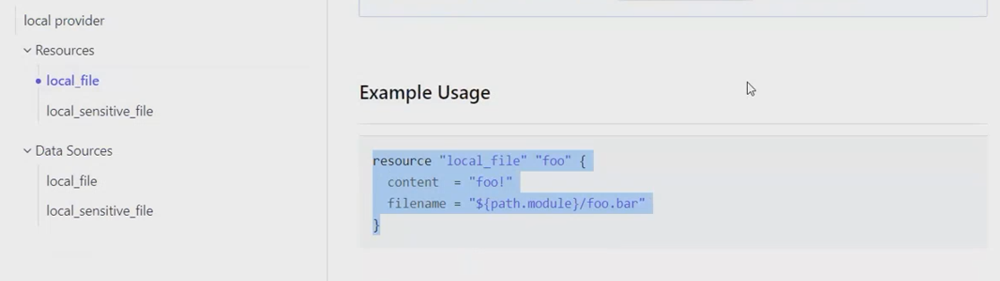 local provider
Resources
local_file
local_sensitive_file
Data Sources
local_file
local_sensitive_file
Example Usage
resource "local_file" "foo" {
  content  = "foo!"
  filename = "${path.module}/foo.bar"
}